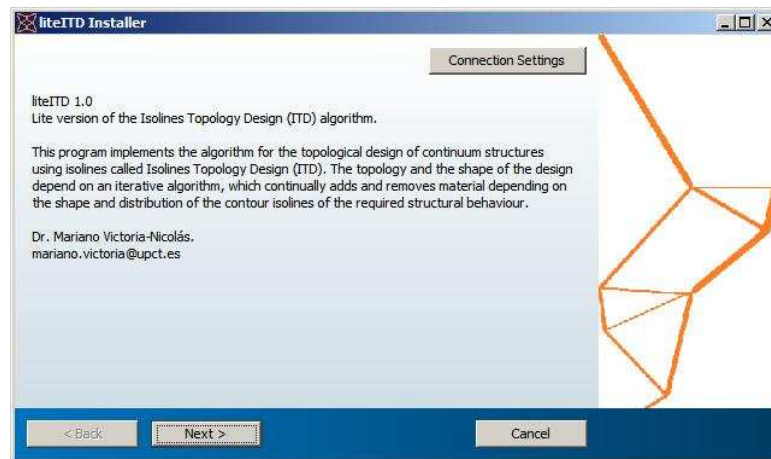 liteITD Installer
Connection Settings
liteITD 1.0
Lite version of the Isolines Topology Design (ITD) algorithm.
This program implements the algorithm for the topological design of continuum structures
using isolines called Isolines Topology Design (ITD). The topology and the shape of the design
depend on an iterative algorithm, which continually adds and removes material depending on
the shape and distribution of the contour isolines of the required structural behaviour.
Dr. Mariano Victoria-Nicolás.
mariano.victoria@upct.es
< Back
Next >
Cancel